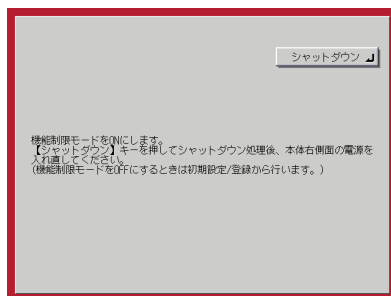 シャットダウン
機能制限モードをONにします。
【シャットダウン】キーを押してシャットダウン処理後、本体右側面の電源を
入れ直してください。
(機能制限モードをOFFにするときは初期設定/登録から行います。)